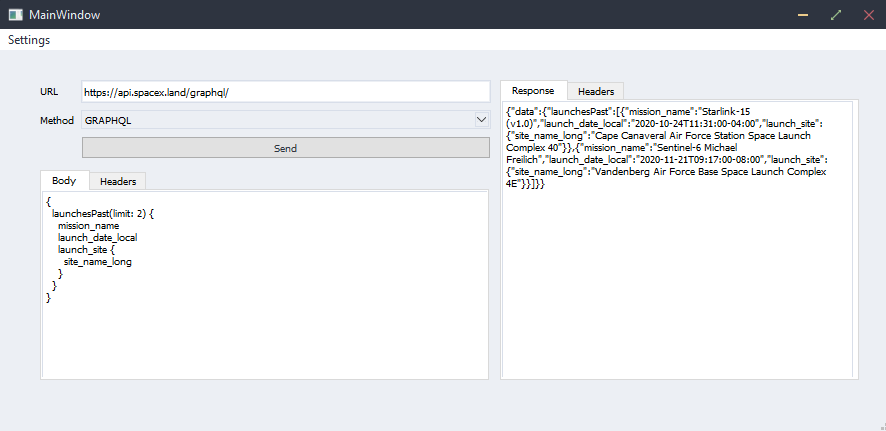 MainWindow
Settings
URL
https://api.spacex.land/graphql/
Method
GRAPHQL
Send
Body
Headers
{
launchesPast(limit: 2) {
mission_name
launch_date_local
launch_site {
site_name_long
}
}
}
Response
Headers
{"data":{"launchesPast":[{"mission_name":"Starlink-15
(v1.0)","launch_date_local":"2020-10-24T11:31:00-04:00","launch_site":
{"site_name_long":"Cape Canaveral Air Force Station Space Launch
Complex 40"}},{"mission_name":"Sentinel-6 Michael
Freilich","launch_date_local":"2020-11-21T09:17:00-08:00","launch_site":
{"site_name_long":"Vandenberg Air Force Base Space Launch Complex
4E"}}]}}